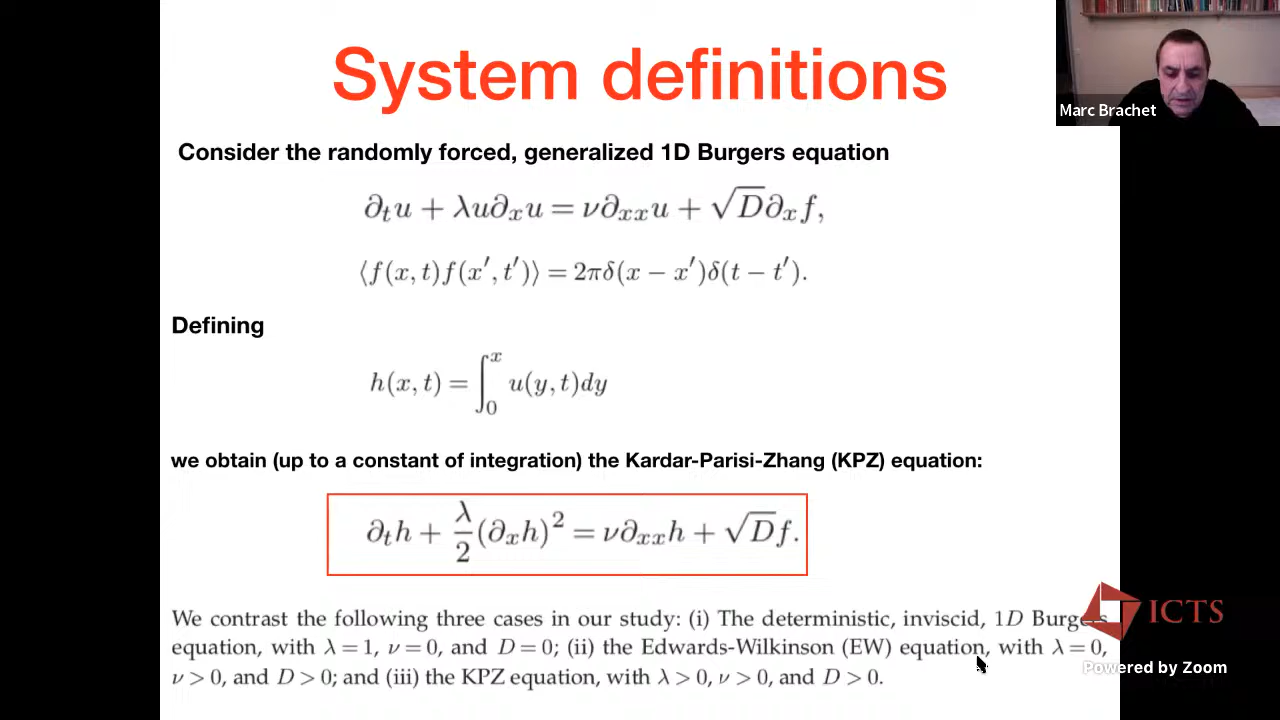 System definitions
Marc Brachet
Consider the randomly forced, generalized 1D Burgers equation
∂ₜu + λu∂ₓu = ν∂ₓₓu + √D∂ₓf,
⟨f(x,t)f(x′,t′)⟩ = 2πδ(x − x′)δ(t − t′).
Defining
h(x,t) = ∫₀ˣ u(y,t)dy
we obtain (up to a constant of integration) the Kardar-Parisi-Zhang (KPZ) equation:
∂ₜh + λ/2 (∂ₓh)² = ν∂ₓₓh + √Df.
We contrast the following three cases in our study: (i) The deterministic, inviscid, 1D Burgers
equation, with λ = 1, ν = 0, and D = 0; (ii) the Edwards-Wilkinson (EW) equation, with λ = 0,
ν > 0, and D > 0; and (iii) the KPZ equation, with λ > 0, ν > 0, and D > 0.
ICTS
Powered by Zoom